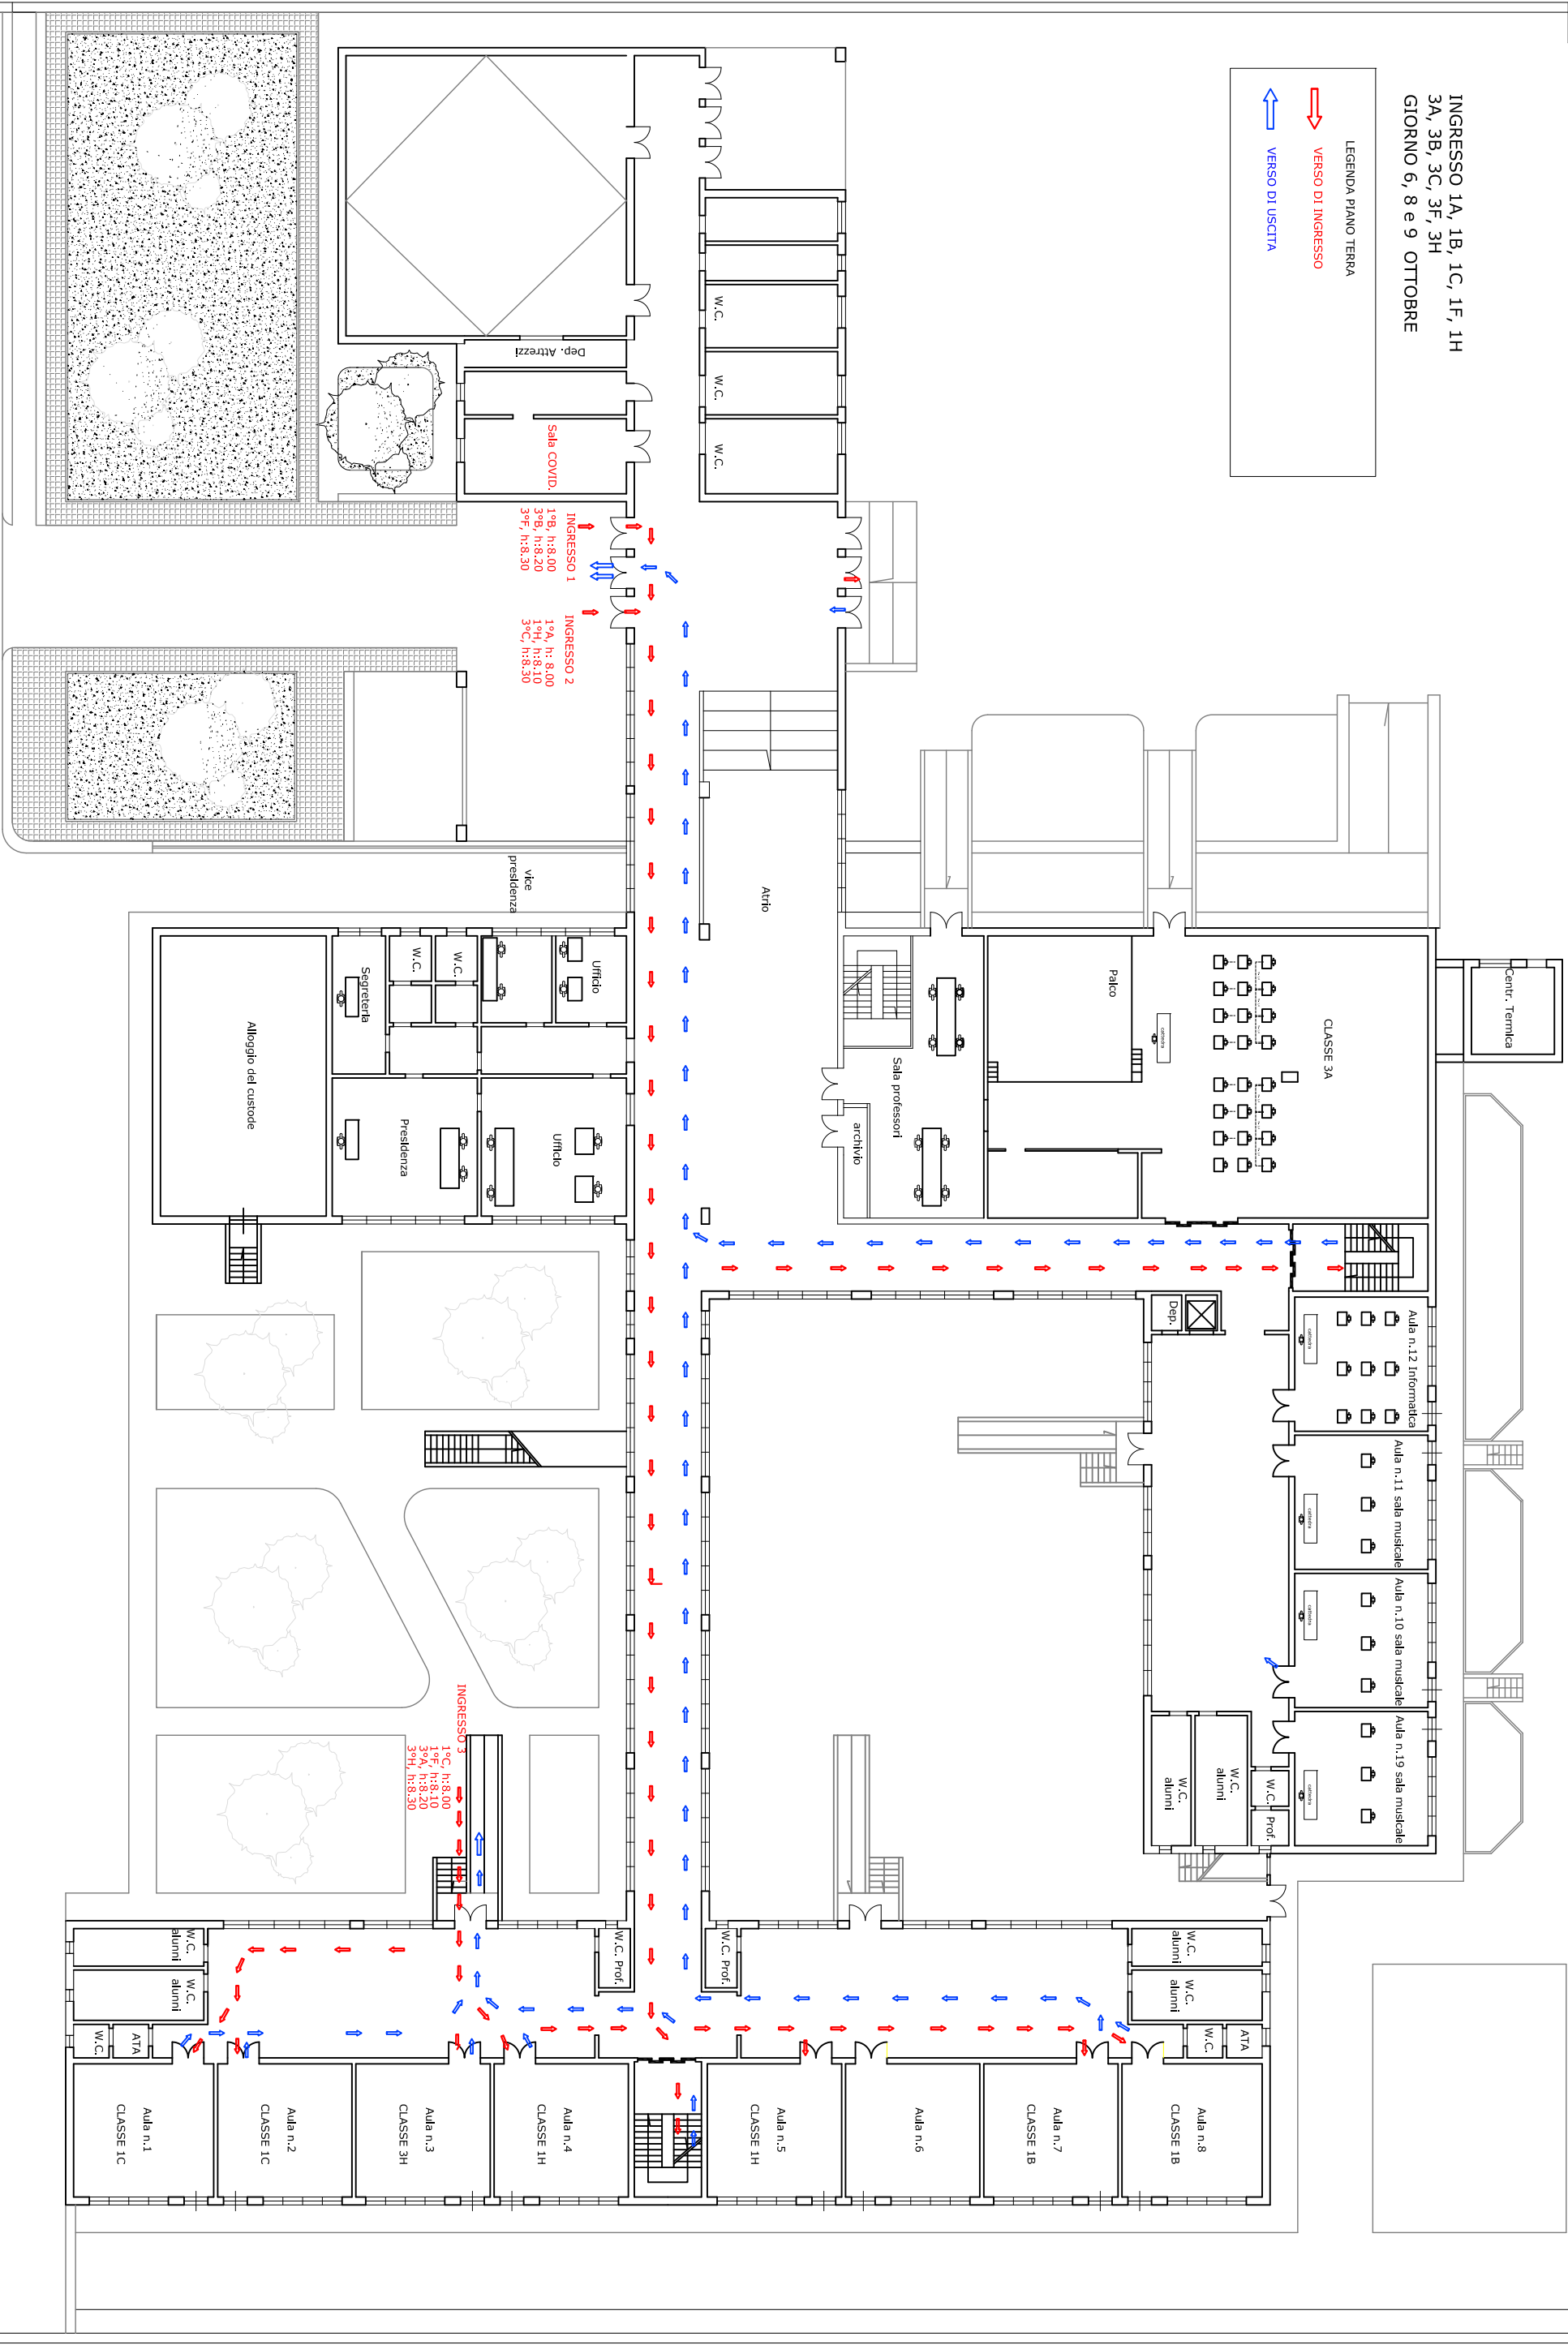 INGRESSO 1A, 1B, 1C, 1F, 1H
3A, 3B, 3C, 3F, 3H
GIORNO 6, 8 e 9 OTTOBRE
LEGENDA PIANO TERRA
VERSO DI INGRESSO
VERSO DI USCITA
W.C.
W.C.
W.C.
Dep. Attrezzi
Sala COVID.
INGRESSO 1
1°B, h:8.00
3°B, h:8.20
3°F, h:8.30
INGRESSO 2
1°A, h: 8.00
1°H, h:8.10
3°C, h:8.30
Atrio
vice
presidenza
Centr. Termica
CLASSE 3A
cattedra
Palco
Sala professori
archivio
Ufficio
W.C.
W.C.
Segreteria
Alloggio del custode
Ufficio
Presidenza
Dep.
Aula n.12 Informatica
cattedra
Aula n.11 sala musicale
cattedra
Aula n.10 sala musicale
cattedra
Aula n.19 sala musicale
cattedra
W.C.
Prof.
W.C.
alunni
W.C.
alunni
INGRESSO 3
1°C, h:8.00
1°F, h:8.10
3°A, h:8.20
3°H, h:8.30
W.C.
alunni
W.C.
alunni
ATA
W.C.
W.C. Prof.
W.C. Prof.
W.C.
alunni
W.C.
alunni
ATA
W.C.
Aula n.8
CLASSE 1B
Aula n.7
CLASSE 1B
Aula n.6
Aula n.5
CLASSE 1H
Aula n.4
CLASSE 1H
Aula n.3
CLASSE 3H
Aula n.2
CLASSE 1C
Aula n.1
CLASSE 1C